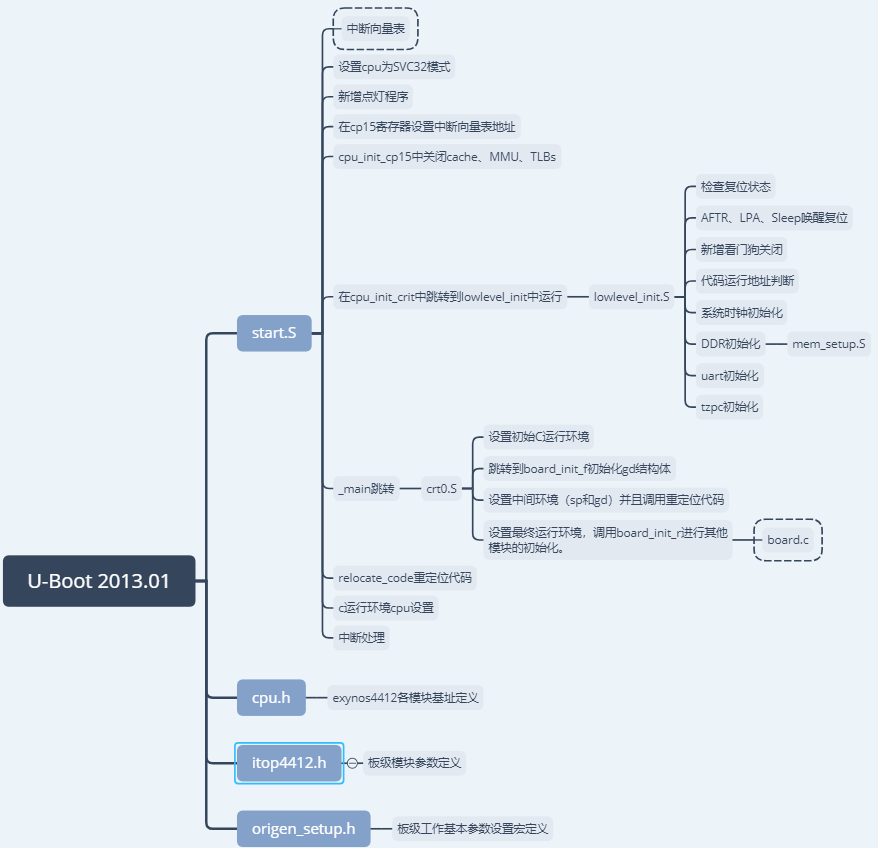 U-Boot 2013.01
start.S
中断向量表
设置cpu为SVC32模式
新增点灯程序
在cp15寄存器设置中断向量表地址
cpu_init_cp15中关闭cache、MMU、TLBs
在cpu_init_crit中跳转到lowlevel_init中运行
lowlevel_init.S
检查复位状态
AFTR、LPA、Sleep唤醒复位
新增看门狗关闭
代码运行地址判断
系统时钟初始化
DDR初始化
mem_setup.S
uart初始化
tzpc初始化
_main跳转
crt0.S
设置初始C运行环境
跳转到board_init_f初始化gd结构体
设置中间环境（sp和gd）并且调用重定位代码
设置最终运行环境，调用board_init_r进行其他
模块的初始化。
board.c
relocate_code重定位代码
c运行环境cpu设置
中断处理
cpu.h
exynos4412各模块基址定义
itop4412.h
板级模块参数定义
origen_setup.h
板级工作基本参数设置宏定义